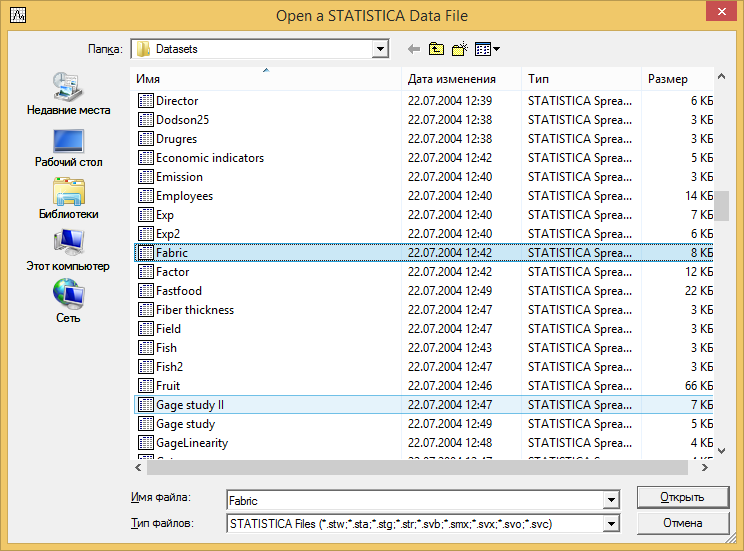 Open a STATISTICA Data File
Папка: Datasets
Недавние места
Рабочий стол
Библиотеки
Этот компьютер
Сеть
Имя Дата изменения Тип Размер
Director 22.07.2004 12:39 STATISTICA Sprea... 6 КБ
Dodson25 22.07.2004 12:38 STATISTICA Sprea... 3 КБ
Drugres 22.07.2004 12:38 STATISTICA Sprea... 3 КБ
Economic indicators 22.07.2004 12:42 STATISTICA Sprea... 5 КБ
Emission 22.07.2004 12:40 STATISTICA Sprea... 3 КБ
Employees 22.07.2004 12:40 STATISTICA Sprea... 14 КБ
Exp 22.07.2004 12:40 STATISTICA Sprea... 7 КБ
Exp2 22.07.2004 12:40 STATISTICA Sprea... 6 КБ
Fabric 22.07.2004 12:42 STATISTICA Sprea... 8 КБ
Factor 22.07.2004 12:42 STATISTICA Sprea... 12 КБ
Fastfood 22.07.2004 12:49 STATISTICA Sprea... 22 КБ
Fiber thickness 22.07.2004 12:47 STATISTICA Sprea... 3 КБ
Field 22.07.2004 12:47 STATISTICA Sprea... 3 КБ
Fish 22.07.2004 12:43 STATISTICA Sprea... 3 КБ
Fish2 22.07.2004 12:47 STATISTICA Sprea... 3 КБ
Fruit 22.07.2004 12:46 STATISTICA Sprea... 66 КБ
Gage study II 22.07.2004 12:47 STATISTICA Sprea... 7 КБ
Gage study 22.07.2004 12:49 STATISTICA Sprea... 5 КБ
GageLinearity 22.07.2004 12:48 STATISTICA Sprea... 4 КБ
Имя файла: Fabric Открыть
Тип файлов: STATISTICA Files (*.stw;*.sta;*.stg;*.str;*.svb;*.smx;*.svx;*.svo;*.svc) Отмена